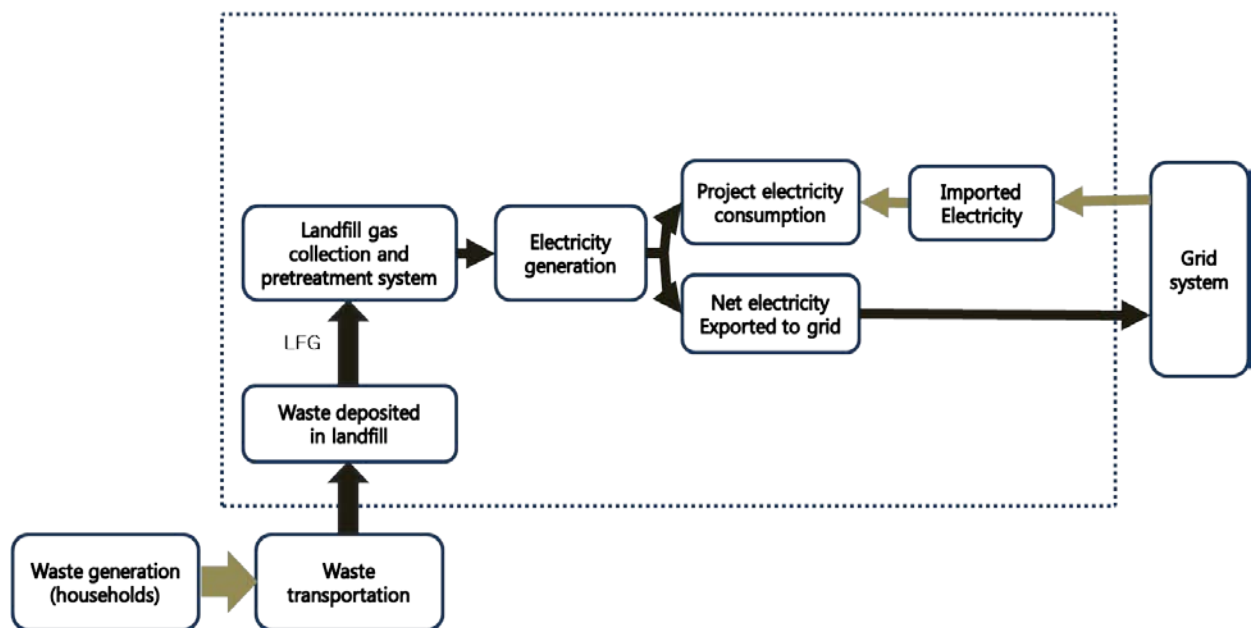 Project electricity
consumption
Imported
Electricity
Landfill gas
collection and
pretreatment system
Electricity
generation
Grid
system
Net electricity
Exported to grid
LFG
Waste deposited
in landfill
Waste generation
(households)
Waste
transportation